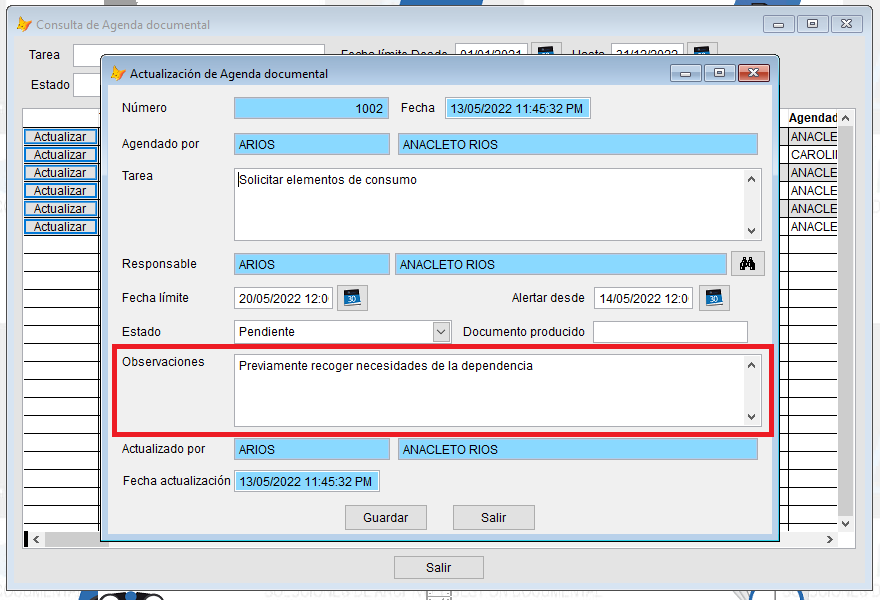 Consulta de Agenda documental
Tarea
Fecha límite Desde 01/01/2021 Hasta 31/12/2022
Estado
Actualización de Agenda documental
Número 1002 Fecha 13/05/2022 11:45:32 PM
Agendado por ARIOS ANACLETO RIOS
Tarea Solicitar elementos de consumo
Responsable ARIOS ANACLETO RIOS
Fecha límite 20/05/2022 12:0 Alertar desde 14/05/2022 12:0
Estado Pendiente Documento producido
Observaciones Previamente recoger necesidades de la dependencia
Actualizado por ARIOS ANACLETO RIOS
Fecha actualización 13/05/2022 11:45:32 PM
Guardar Salir
Agendad
Actualizar ANACLE
Actualizar CAROLI
Actualizar ANACLE
Actualizar ANACLE
Actualizar ANACLE
Actualizar ANACLE
Salir